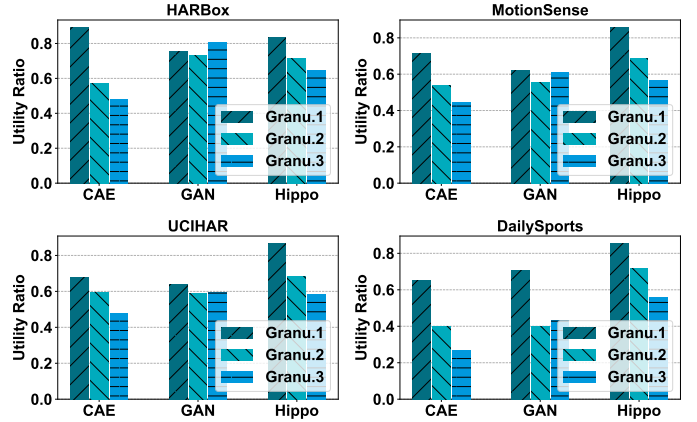 HARBox
Utility Ratio
0.8
0.6
0.4
0.2
0.0
Granu.1
Granu.2
Granu.3
CAE GAN Hippo
MotionSense
Utility Ratio
0.8
0.6
0.4
0.2
0.0
Granu.1
Granu.2
Granu.3
CAE GAN Hippo
UCIHAR
Utility Ratio
0.8
0.6
0.4
0.2
0.0
Granu.1
Granu.2
Granu.3
CAE GAN Hippo
DailySports
Utility Ratio
0.8
0.6
0.4
0.2
0.0
Granu.1
Granu.2
Granu.3
CAE GAN Hippo